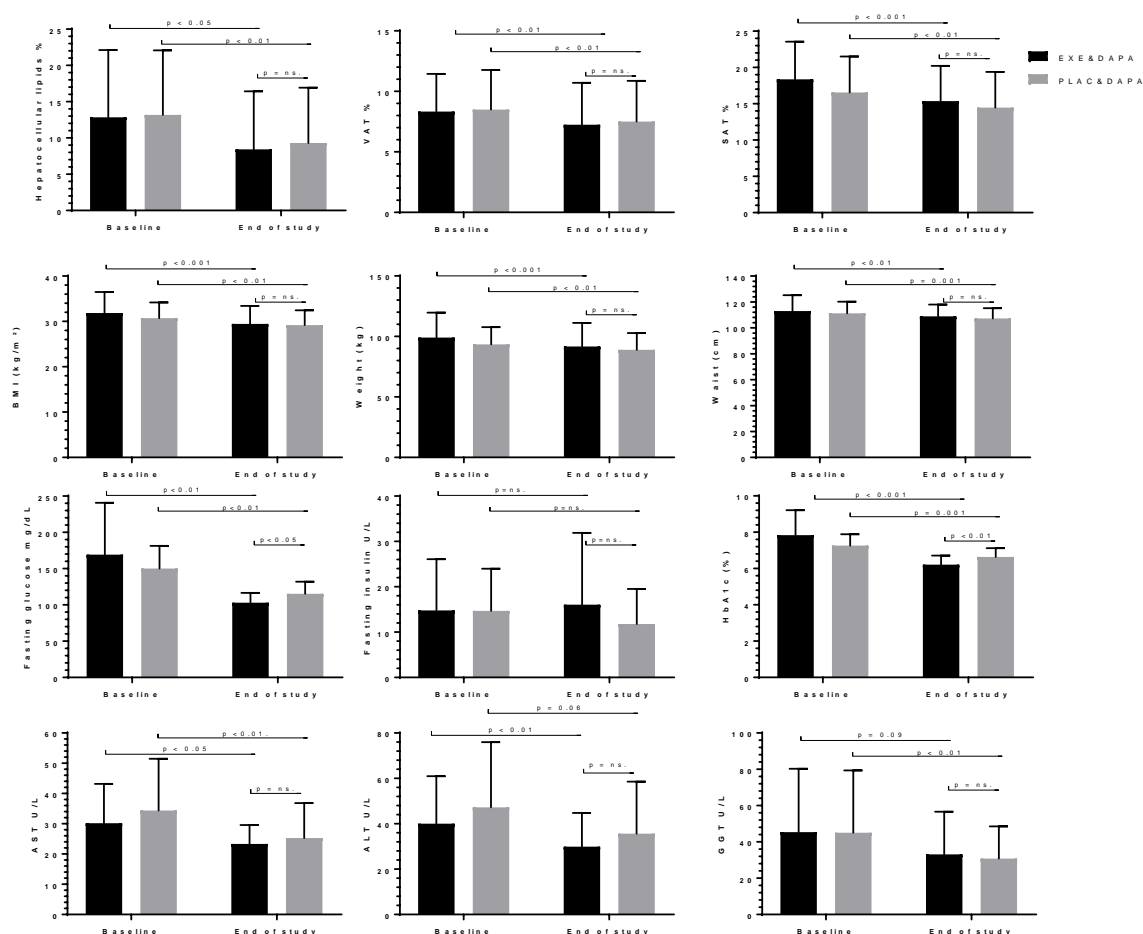 p < 0.05
p < 0.01
p = ns.
Hepatocellular lipids %
25
20
15
10
5
0
Baseline
End of study
p < 0.01
p < 0.01
p = ns.
VAT %
15
10
5
0
Baseline
End of study
p < 0.001
p < 0.01
p = ns.
SAT %
25
20
15
10
5
0
Baseline
End of study
EXE&DAPA
PLAC&DAPA
p < 0.001
p < 0.01
p = ns.
BMI (kg/m²)
40
30
20
10
0
Baseline
End of study
p < 0.001
p < 0.01
p = ns.
Weight (kg)
150
100
50
0
Baseline
End of study
p < 0.01
p = 0.001
p = ns.
Waist (cm)
140
120
100
80
60
40
20
0
Baseline
End of study
p<0.01
p<0.01
p<0.05
Fasting glucose mg/dL
250
200
150
100
50
0
Baseline
End of study
p=ns.
p=ns.
p=ns.
Fasting insulin U/L
40
30
20
10
0
Baseline
End of study
p < 0.001
p = 0.001
p <0.01
HbA1c (%)
8
6
4
2
0
Baseline
End of study
p <0.01.
p < 0.05
p = ns.
AST U/L
60
50
40
30
20
10
0
Baseline
End of study
p = 0.06
p < 0.01
p = ns.
ALT U/L
80
60
40
20
0
Baseline
End of study
p = 0.09
p < 0.01
p = ns.
GGT U/L
100
80
60
40
20
0
Baseline
End of study